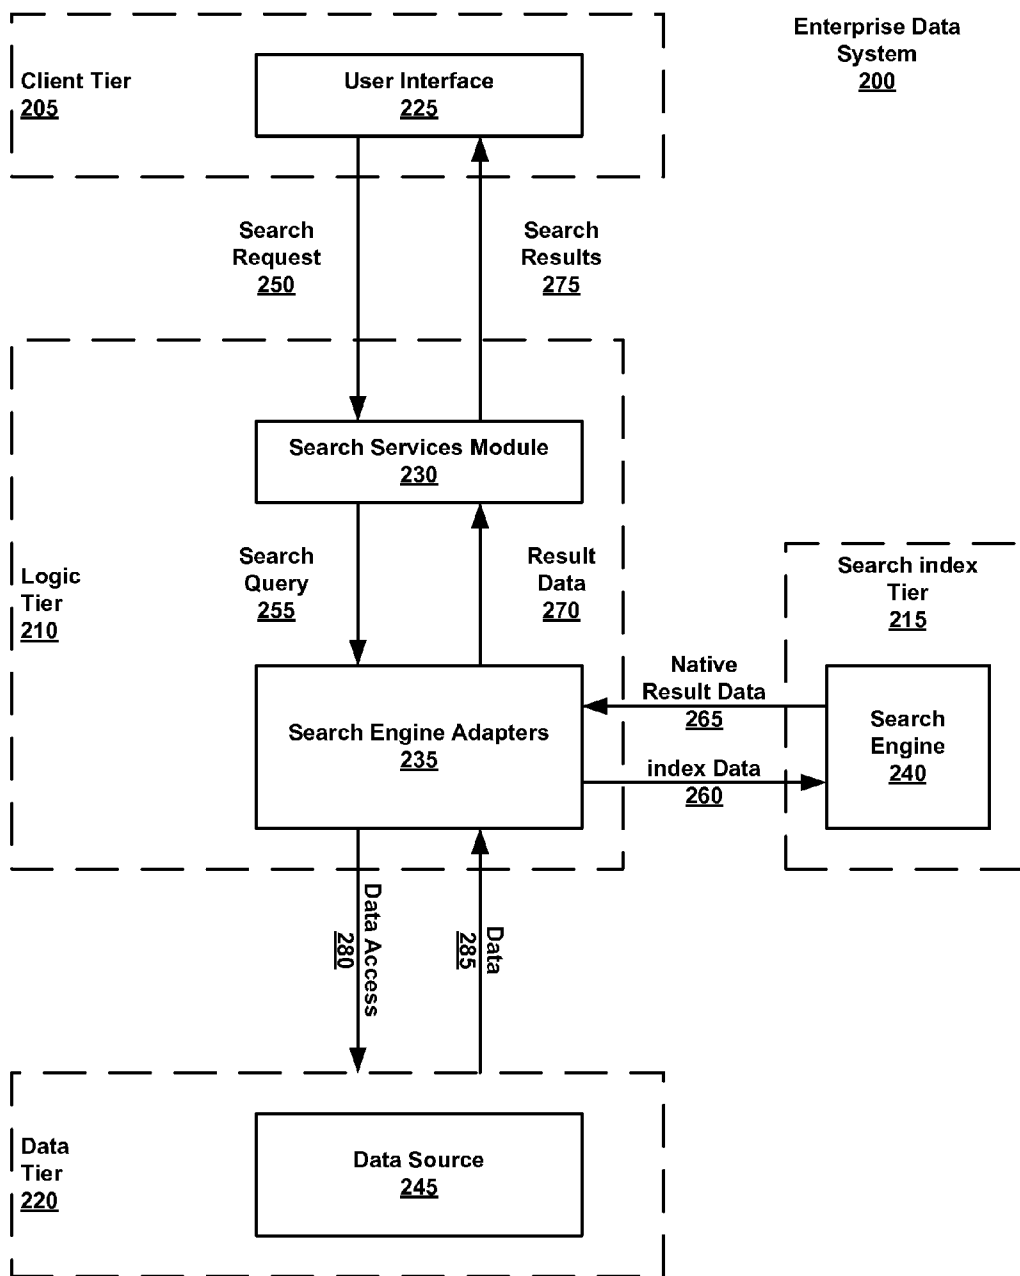 Enterprise Data
System
200
Client Tier
205
User Interface
225
Search
Request
250
Search
Results
275
Search Services Module
230
Logic
Tier
210
Search
Query
255
Result
Data
270
Search index
Tier
215
Native
Result Data
265
Search Engine Adapters
235
Search
Engine
240
index Data
260
Data Access
280
Data
285
Data
Tier
220
Data Source
245